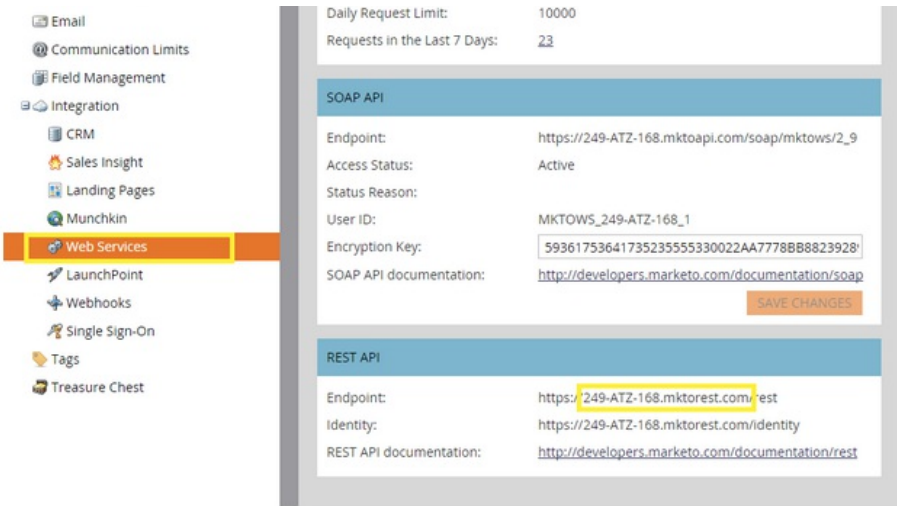 Email
Communication Limits
Field Management
Integration
CRM
Sales Insight
Landing Pages
Munchkin
Web Services
LaunchPoint
Webhooks
Single Sign-On
Tags
Treasure Chest
Daily Request Limit: 10000
Requests in the Last 7 Days: 23
SOAP API
Endpoint: https://249-ATZ-168.mktoapi.com/soap/mktows/2_9
Access Status: Active
Status Reason:
User ID: MKTOWS_249-ATZ-168_1
Encryption Key:
SOAP API documentation: http://developers.marketo.com/documentation/soap
SAVE CHANGES
REST API
Endpoint: https://249-ATZ-168.mktorest.com/rest
Identity: https://249-ATZ-168.mktorest.com/identity
REST API documentation: http://developers.marketo.com/documentation/rest